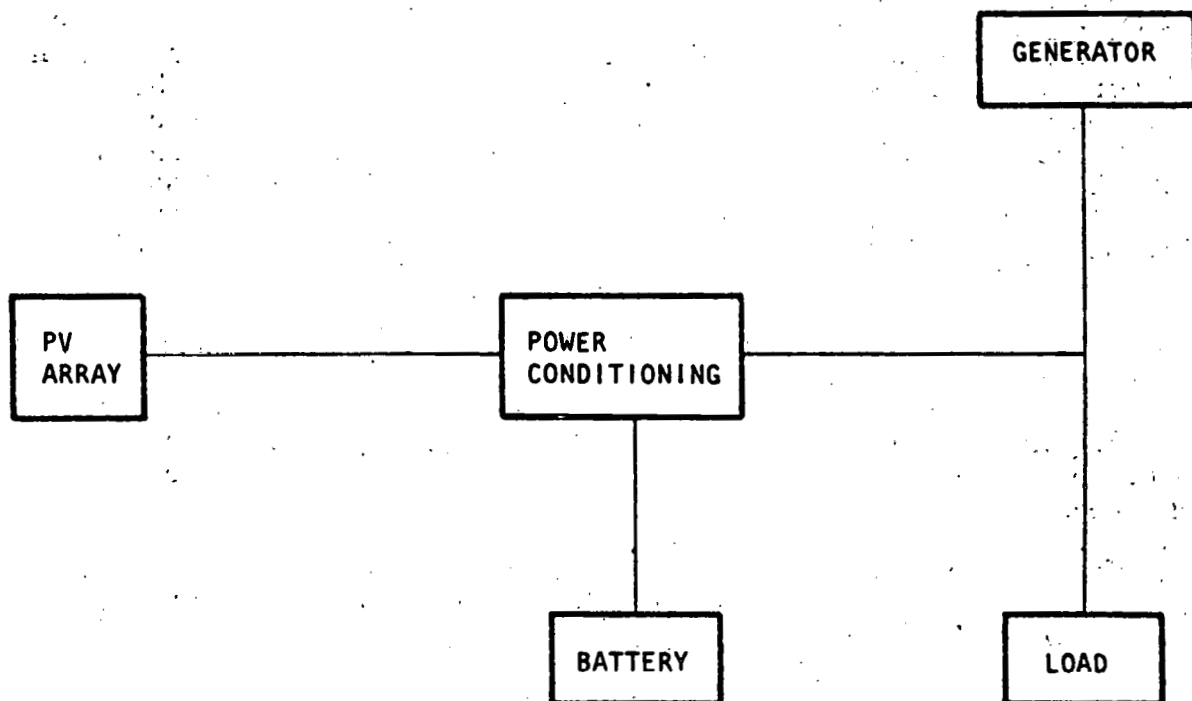 GENERATOR
PV
ARRAY
POWER
CONDITIONING
BATTERY
LOAD